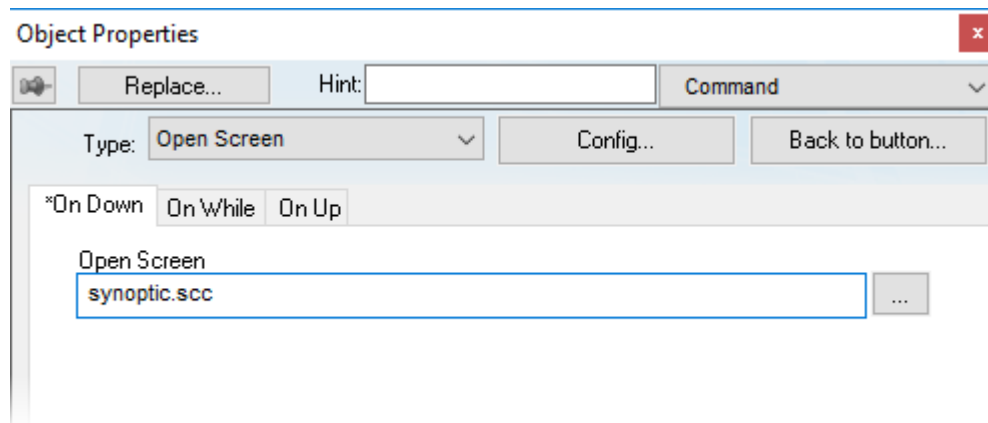 Object Properties
x
Replace... Hint: Command
Type: Open Screen Config... Back to button...
*On Down On While On Up
Open Screen
synoptic.scc ...